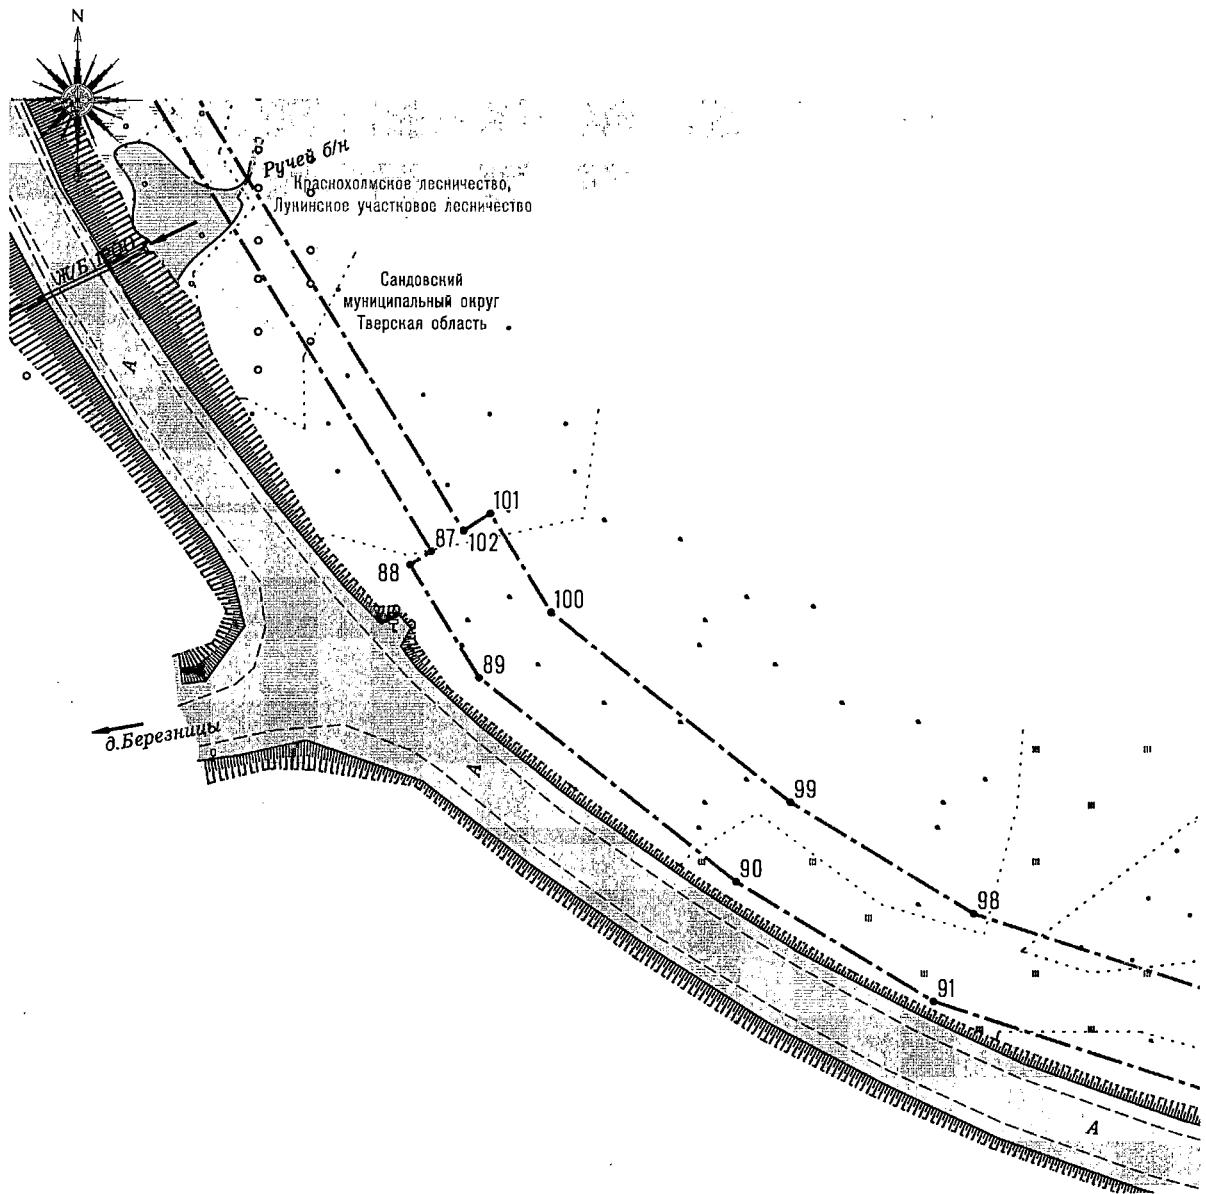 N
Ручей б/н
Краснохолмское лесничество,
Лукинское участковое лесничество
Сандовский
муниципальный округ
Тверская область
А
101
87
102
88
100
89
д.Березницы
А
99
90
98
91
А